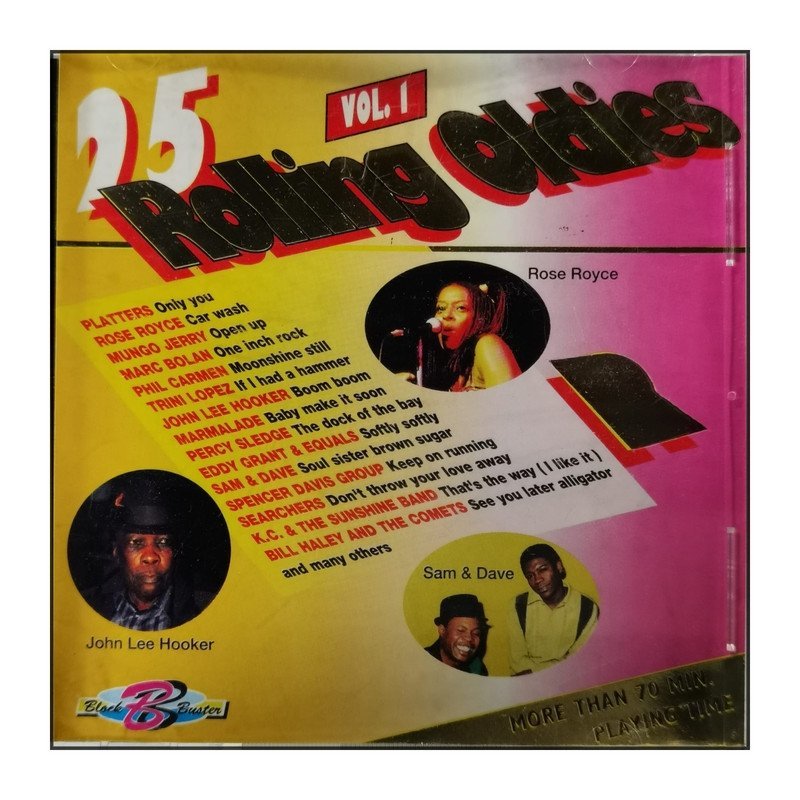 25
VOL. 1
Rolling Oldies
Rose Royce
PLATTERS Only you
ROSE ROYCE Car wash
MUNGO JERRY Open up
MARC BOLAN One inch rock
PHIL CARMEN Moonshine still
TRINI LOPEZ If I had a hammer
JOHN LEE HOOKER Boom boom
MARMALADE Baby make it soon
PERCY SLEDGE The dock of the bay
EDDY GRANT & EQUALS Softly softly
SAM & DAVE Soul sister brown sugar
SPENCER DAVIS GROUP Keep on running
SEARCHERS Don't throw your love away
K.C. & THE SUNSHINE BAND That's the way ( I like it )
BILL HALEY AND THE COMETS See you later alligator
and many others
Sam & Dave
John Lee Hooker
Block B Buster
MORE THAN 70 MIN.
PLAYING TIME